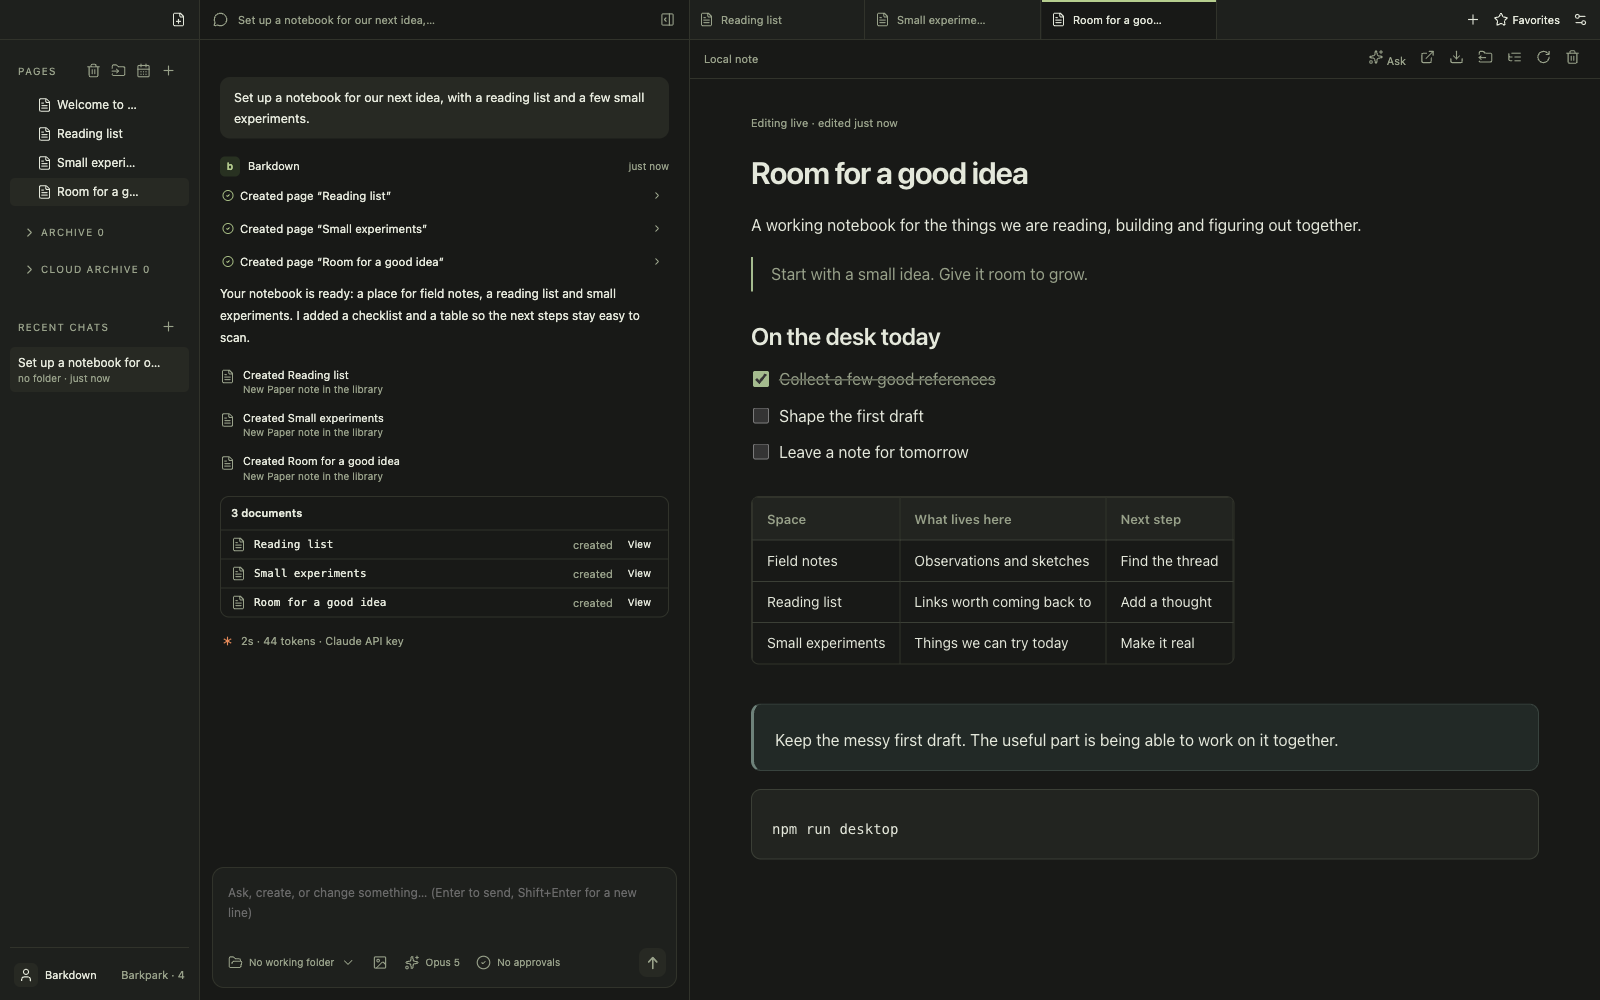 Set up a notebook for our next idea,...
Reading list
Small experime...
Room for a goo...
Favorites
PAGES
Welcome to ...
Reading list
Small experi...
Room for a g...
ARCHIVE 0
CLOUD ARCHIVE 0
RECENT CHATS
Set up a notebook for o...
no folder · just now
Barkdown
Barkpark · 4
Set up a notebook for our next idea, with a reading list and a few small
experiments.
b
Barkdown
just now
Created page “Reading list”
Created page “Small experiments”
Created page “Room for a good idea”
Your notebook is ready: a place for field notes, a reading list and small
experiments. I added a checklist and a table so the next steps stay easy to
scan.
Created Reading list
New Paper note in the library
Created Small experiments
New Paper note in the library
Created Room for a good idea
New Paper note in the library
3 documents
Reading list created View
Small experiments created View
Room for a good idea created View
2s · 44 tokens · Claude API key
Ask, create, or change something... (Enter to send, Shift+Enter for a new
line)
No working folder
Opus 5
No approvals
Local note
Ask
Editing live · edited just now
Room for a good idea
A working notebook for the things we are reading, building and figuring out together.
Start with a small idea. Give it room to grow.
On the desk today
Collect a few good references
Shape the first draft
Leave a note for tomorrow
Space What lives here Next step
Field notes Observations and sketches Find the thread
Reading list Links worth coming back to Add a thought
Small experiments Things we can try today Make it real
Keep the messy first draft. The useful part is being able to work on it together.
npm run desktop